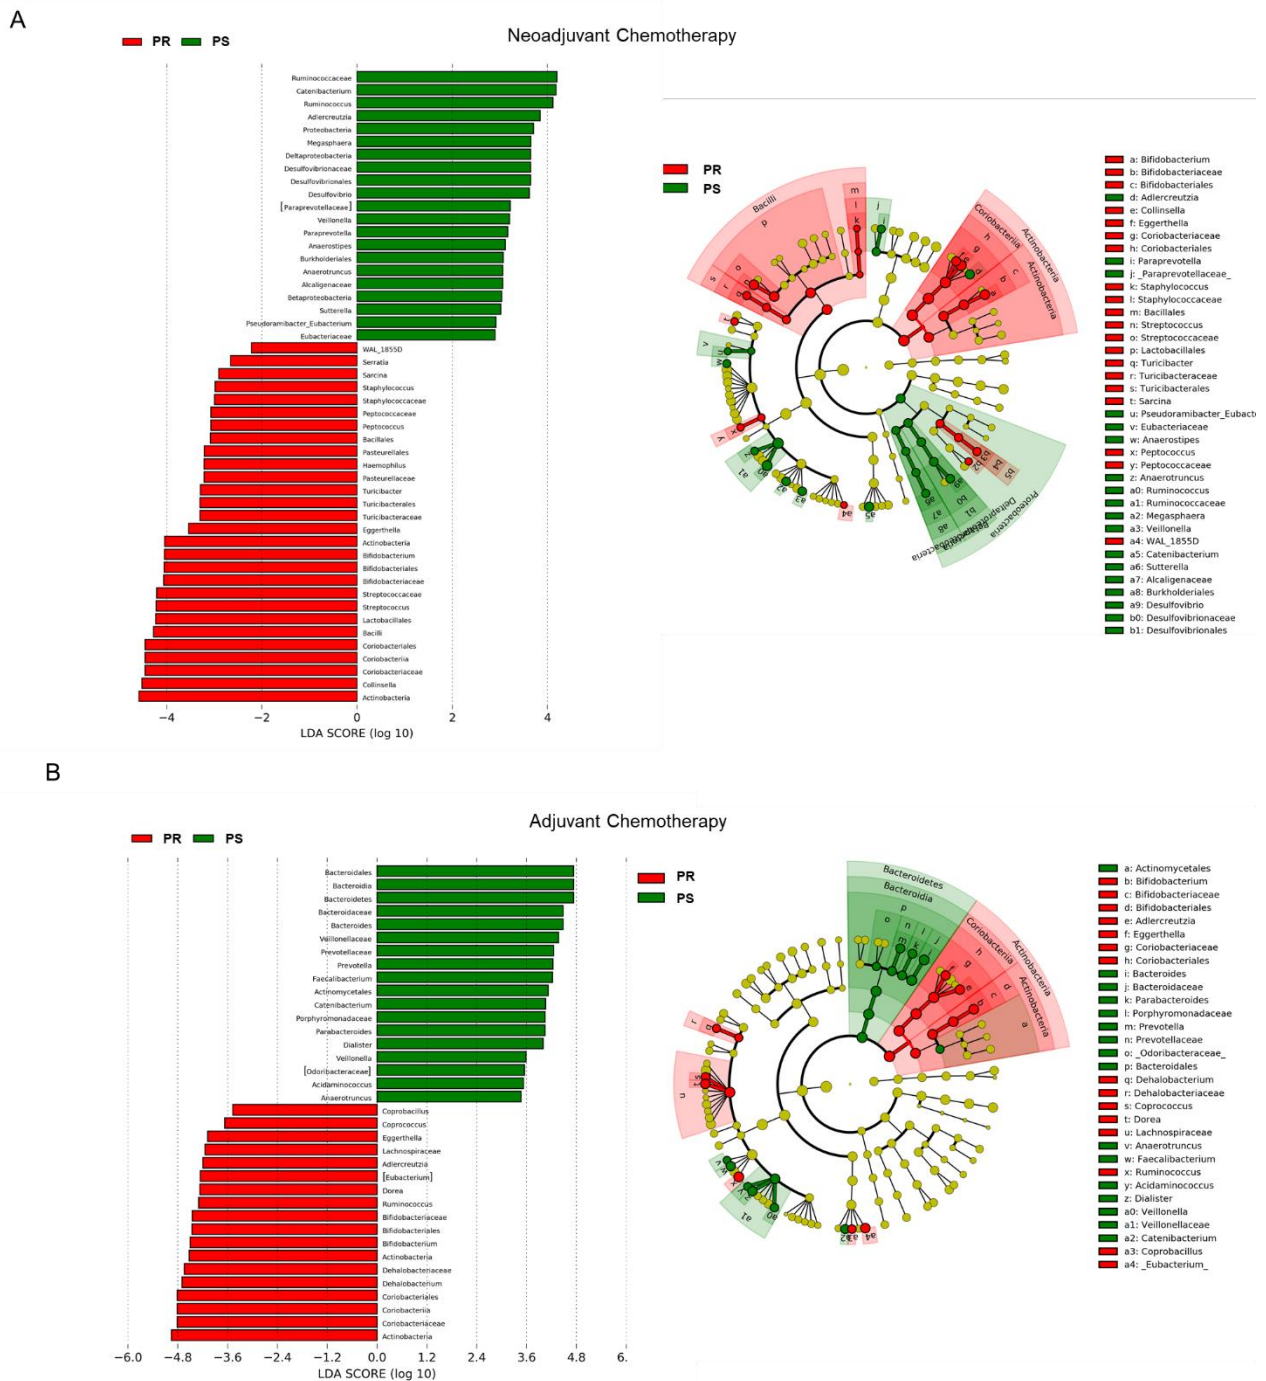 A
Neoadjuvant Chemotherapy
PR PS
Ruminococcaceae
Catenibacterium
Ruminococcus
Adlercreutzia
Proteobacteria
Megasphaera
Deltaproteobacteria
Desulfovibrionaceae
Desulfovibrionales
Desulfovibrio
[Paraprevotellaceae]
Veillonella
Paraprevotella
Anaerostipes
Burkholderiales
Anaerotruncus
Alcaligenaceae
Betaproteobacteria
Sutterella
Pseudoramibacter_Eubacterium
Eubacteriaceae
WAL_1855D
Serratia
Sarcina
Staphylococcus
Staphylococcaceae
Peptococcaceae
Peptococcus
Bacillales
Pasteurellales
Haemophilus
Pasteurellaceae
Turicibacter
Turicibacterales
Turicibacteraceae
Eggerthella
Actinobacteria
Bifidobacterium
Bifidobacteriales
Bifidobacteriaceae
Streptococcaceae
Streptococcus
Lactobacillales
Bacilli
Coriobacteriales
Coriobacteriia
Coriobacteriaceae
Collinsella
Actinobacteria
−4 −2 0 2 4
LDA SCORE (log 10)
PR
PS
Bacilli
Coriobacteriia
Actinobacteria
Actinobacteria
Proteobacteria
a: Bifidobacterium
b: Bifidobacteriaceae
c: Bifidobacteriales
d: Adlercreutzia
e: Collinsella
f: Eggerthella
g: Coriobacteriaceae
h: Coriobacteriales
i: Paraprevotella
j: _Paraprevotellaceae_
k: Staphylococcus
l: Staphylococcaceae
m: Bacillales
n: Streptococcus
o: Streptococcaceae
p: Lactobacillales
q: Turicibacter
r: Turicibacteraceae
s: Turicibacterales
t: Sarcina
u: Pseudoramibacter_Eubact
v: Eubacteriaceae
w: Anaerostipes
x: Peptococcus
y: Peptococcaceae
z: Anaerotruncus
a0: Ruminococcus
a1: Ruminococcaceae
a2: Megasphaera
a3: Veillonella
a4: WAL_1855D
a5: Catenibacterium
a6: Sutterella
a7: Alcaligenaceae
a8: Burkholderiales
a9: Desulfovibrio
b0: Desulfovibrionaceae
b1: Desulfovibrionales
B
Adjuvant Chemotherapy
PR PS
Bacteroidales
Bacteroidia
Bacteroidetes
Bacteroidaceae
Bacteroides
Veillonellaceae
Prevotellaceae
Prevotella
Faecalibacterium
Actinomycetales
Catenibacterium
Porphyromonadaceae
Parabacteroides
Dialister
Veillonella
[Odoribacteraceae]
Acidaminococcus
Anaerotruncus
Coprobacillus
Coprococcus
Eggerthella
Lachnospiraceae
Adlercreutzia
[Eubacterium]
Dorea
Ruminococcus
Bifidobacteriaceae
Bifidobacteriales
Bifidobacterium
Actinobacteria
Dehalobacteriaceae
Dehalobacterium
Coriobacteriales
Coriobacteriia
Coriobacteriaceae
Actinobacteria
−6.0 −4.8 −3.6 −2.4 −1.2 0.0 1.2 2.4 3.6 4.8 6.
LDA SCORE (log 10)
PR
PS
Bacteroidetes
Bacteroidia
Coriobacteriia
Actinobacteria
Actinobacteria
a: Actinomycetales
b: Bifidobacterium
c: Bifidobacteriaceae
d: Bifidobacteriales
e: Adlercreutzia
f: Eggerthella
g: Coriobacteriaceae
h: Coriobacteriales
i: Bacteroides
j: Bacteroidaceae
k: Parabacteroides
l: Porphyromonadaceae
m: Prevotella
n: Prevotellaceae
o: _Odoribacteraceae_
p: Bacteroidales
q: Dehalobacterium
r: Dehalobacteriaceae
s: Coprococcus
t: Dorea
u: Lachnospiraceae
v: Anaerotruncus
w: Faecalibacterium
x: Ruminococcus
y: Acidaminococcus
z: Dialister
a0: Veillonella
a1: Veillonellaceae
a2: Catenibacterium
a3: Coprobacillus
a4: _Eubacterium_